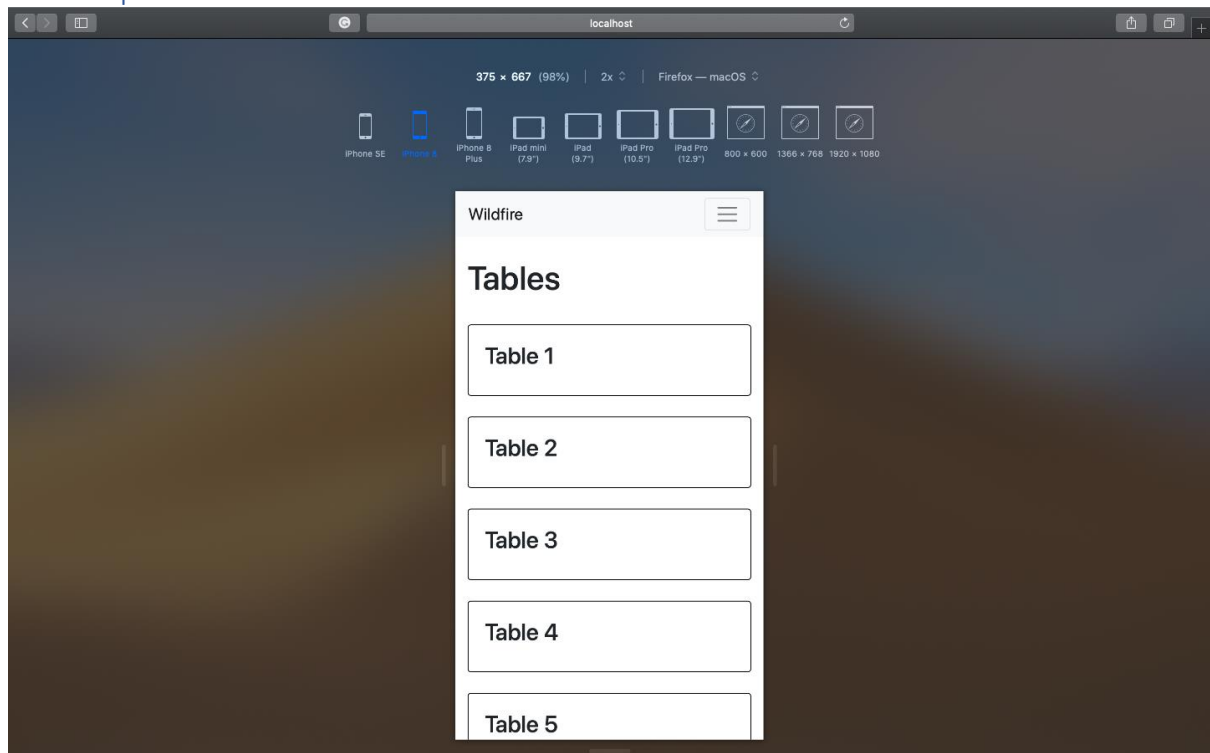 localhost
375 × 667 (98%) 2x Firefox — macOS
iPhone SE
iPhone 8
iPhone 8
Plus
iPad mini
(7.9")
iPad
(9.7")
iPad Pro
(10.5")
iPad Pro
(12.9")
800 × 600
1366 × 768
1920 × 1080
Wildfire
Tables
Table 1
Table 2
Table 3
Table 4
Table 5